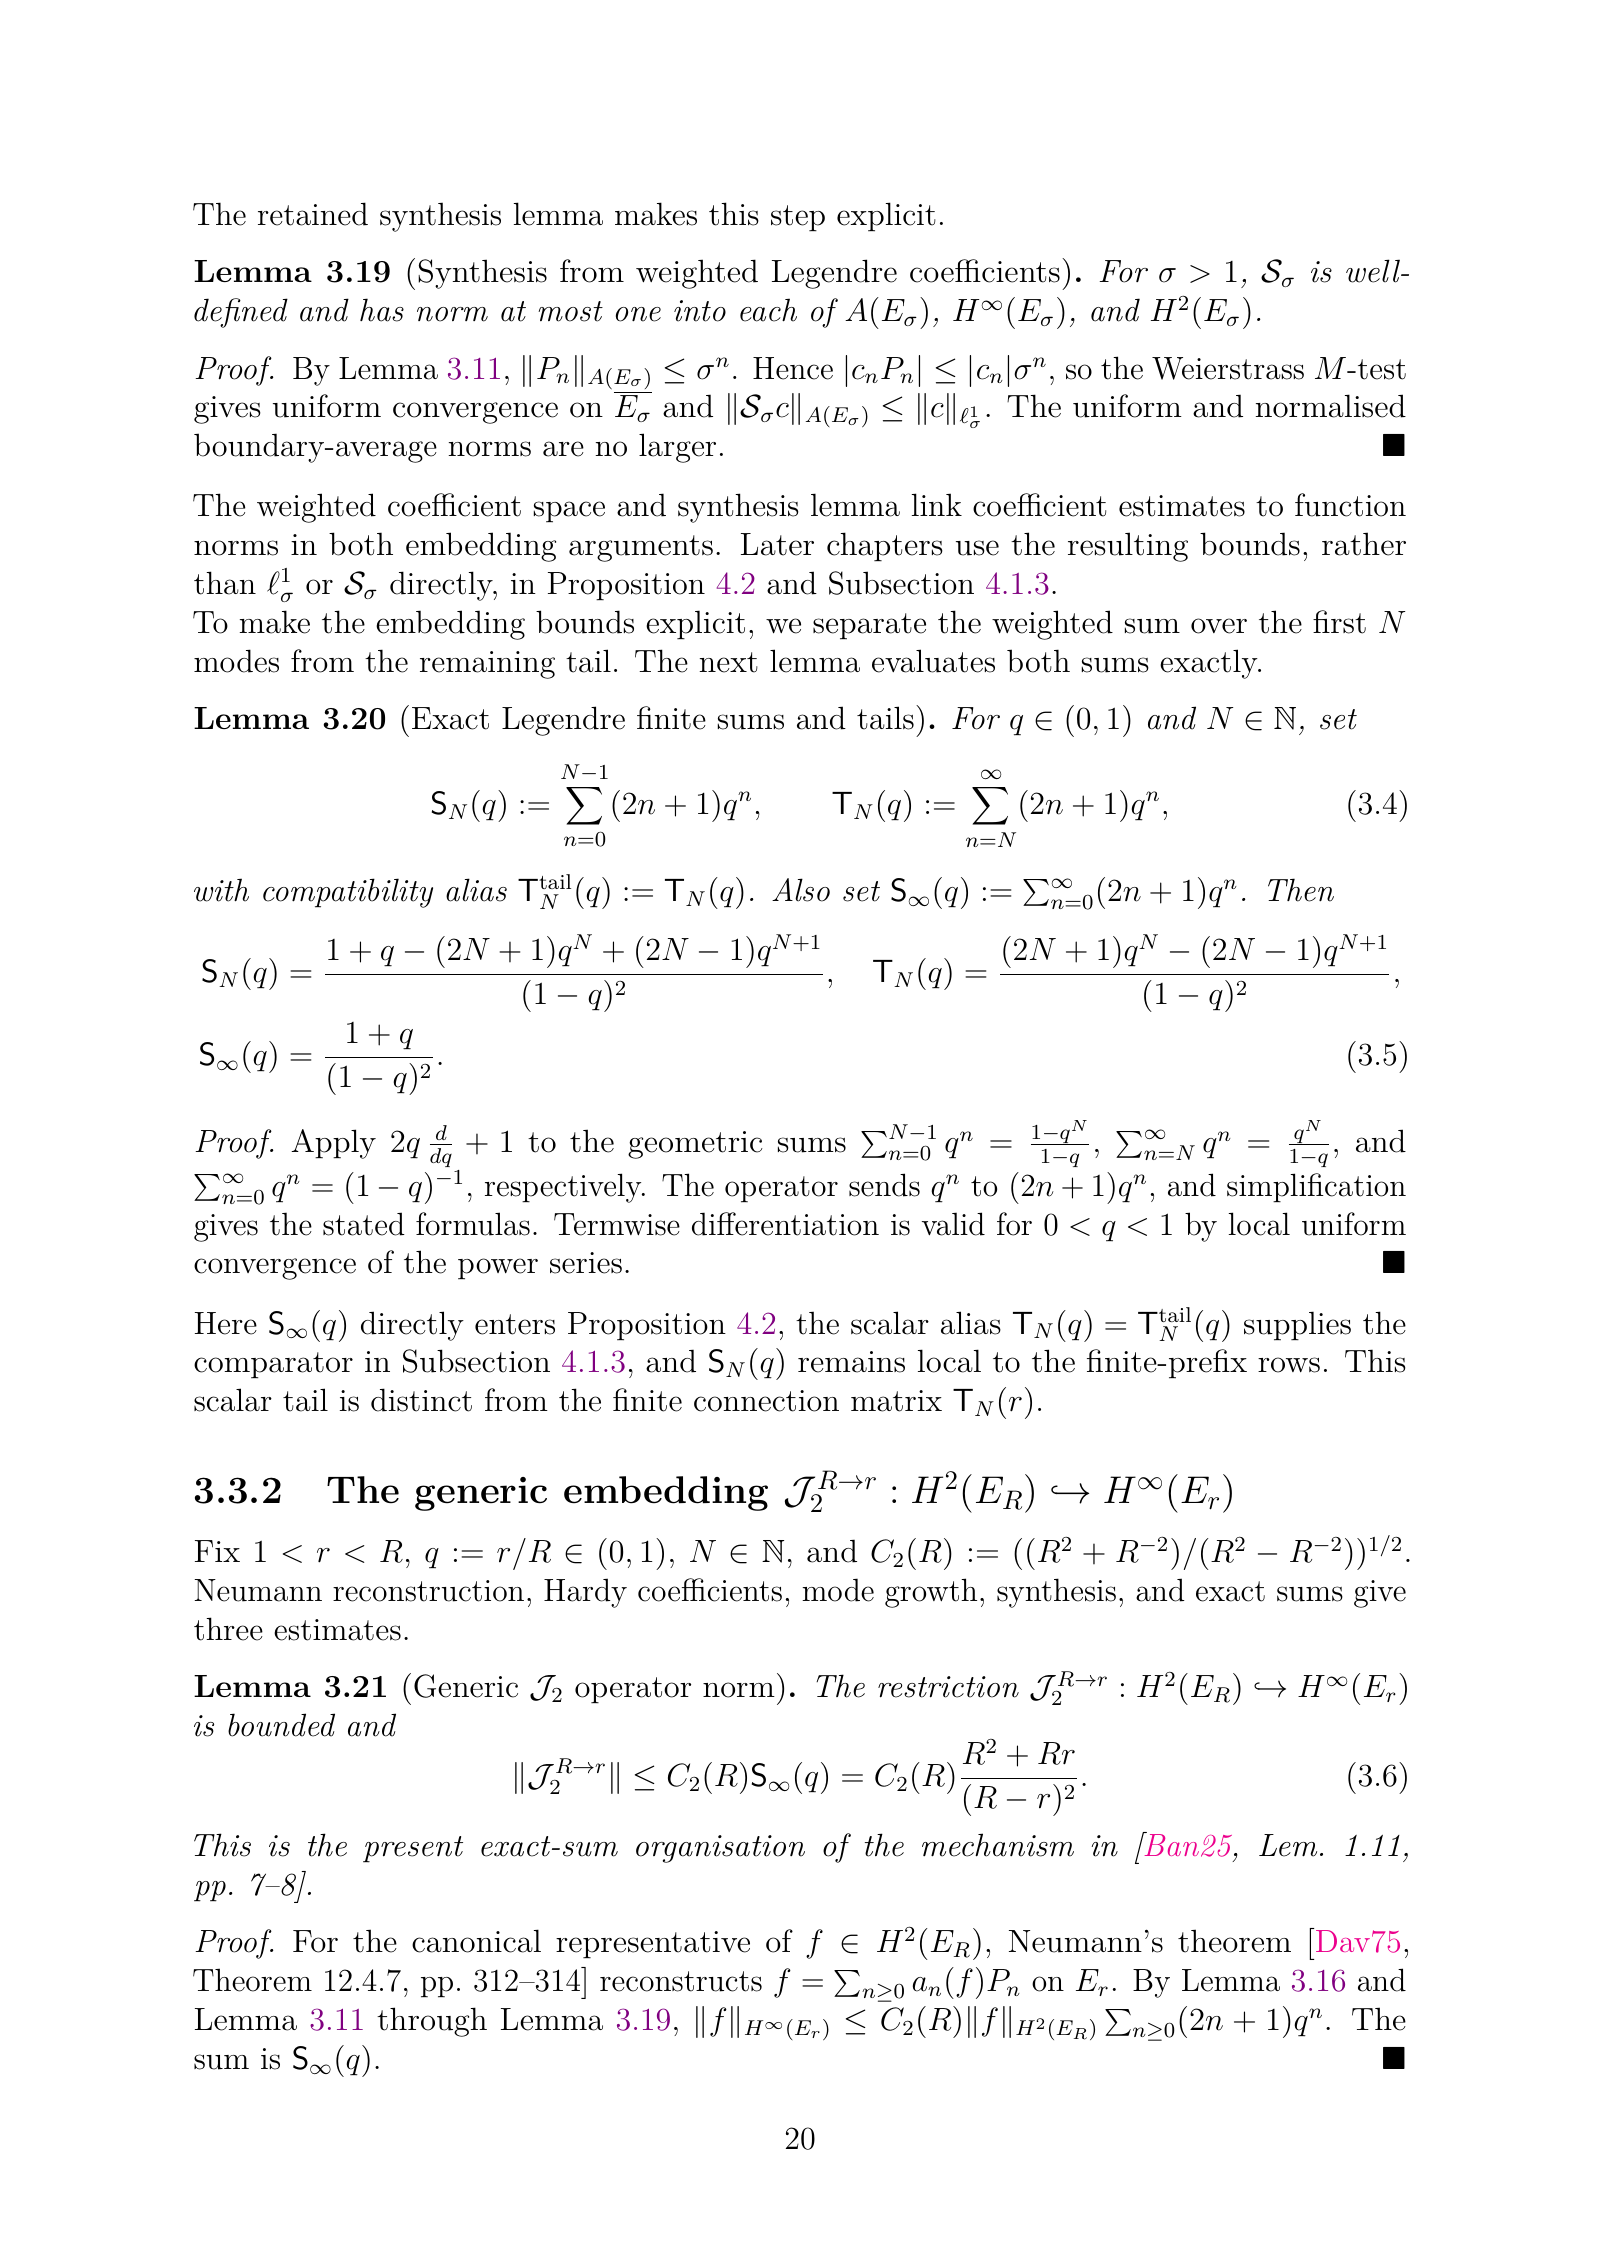 The retained synthesis lemma makes this step explicit.
Lemma 3.19 (Synthesis from weighted Legendre coefficients). For σ > 1, 𝒮_σ is well-
defined and has norm at most one into each of A(E_σ), H^∞(E_σ), and H²(E_σ).
Proof. By Lemma 3.11, ‖P_n‖_{A(E_σ)} ≤ σ^n. Hence |c_nP_n| ≤ |c_n|σ^n, so the Weierstrass M-test
gives uniform convergence on \overline{E_σ} and ‖𝒮_σc‖_{A(E_σ)} ≤ ‖c‖_{ℓ^1_σ}. The uniform and normalised
boundary-average norms are no larger. ■
The weighted coefficient space and synthesis lemma link coefficient estimates to function
norms in both embedding arguments. Later chapters use the resulting bounds, rather
than ℓ^1_σ or 𝒮_σ directly, in Proposition 4.2 and Subsection 4.1.3.
To make the embedding bounds explicit, we separate the weighted sum over the first N
modes from the remaining tail. The next lemma evaluates both sums exactly.
Lemma 3.20 (Exact Legendre finite sums and tails). For q ∈ (0, 1) and N ∈ ℕ, set
S_N(q) := \sum_{n=0}^{N−1}(2n + 1)q^n, T_N(q) := \sum_{n=N}^{∞}(2n + 1)q^n, (3.4)
with compatibility alias T_N^{tail}(q) := T_N(q). Also set S_∞(q) := \sum_{n=0}^{∞}(2n + 1)q^n. Then
S_N(q) = \frac{1 + q − (2N + 1)q^N + (2N − 1)q^{N+1}}{(1 − q)²}, T_N(q) = \frac{(2N + 1)q^N − (2N − 1)q^{N+1}}{(1 − q)²},
S_∞(q) = \frac{1 + q}{(1 − q)²}. (3.5)
Proof. Apply 2q \frac{d}{dq} + 1 to the geometric sums \sum_{n=0}^{N−1} q^n = \frac{1−q^N}{1−q}, \sum_{n=N}^{∞} q^n = \frac{q^N}{1−q}, and
\sum_{n=0}^{∞} q^n = (1 − q)^{−1}, respectively. The operator sends q^n to (2n + 1)q^n, and simplification
gives the stated formulas. Termwise differentiation is valid for 0 < q < 1 by local uniform
convergence of the power series. ■
Here S_∞(q) directly enters Proposition 4.2, the scalar alias T_N(q) = T_N^{tail}(q) supplies the
comparator in Subsection 4.1.3, and S_N(q) remains local to the finite-prefix rows. This
scalar tail is distinct from the finite connection matrix T_N(r).
3.3.2 The generic embedding 𝒥_2^{R→r} : H²(E_R) ↪ H^∞(E_r)
Fix 1 < r < R, q := r/R ∈ (0, 1), N ∈ ℕ, and C_2(R) := ((R² + R^{−2})/(R² − R^{−2}))^{1/2}.
Neumann reconstruction, Hardy coefficients, mode growth, synthesis, and exact sums give
three estimates.
Lemma 3.21 (Generic 𝒥_2 operator norm). The restriction 𝒥_2^{R→r} : H²(E_R) ↪ H^∞(E_r)
is bounded and
‖𝒥_2^{R→r}‖ ≤ C_2(R)S_∞(q) = C_2(R)\frac{R² + Rr}{(R − r)²}. (3.6)
This is the present exact-sum organisation of the mechanism in [Ban25, Lem. 1.11,
pp. 7–8].
Proof. For the canonical representative of f ∈ H²(E_R), Neumann's theorem [Dav75,
Theorem 12.4.7, pp. 312–314] reconstructs f = \sum_{n≥0} a_n(f)P_n on E_r. By Lemma 3.16 and
Lemma 3.11 through Lemma 3.19, ‖f‖_{H^∞(E_r)} ≤ C_2(R)‖f‖_{H²(E_R)} \sum_{n≥0}(2n + 1)q^n. The
sum is S_∞(q). ■
20